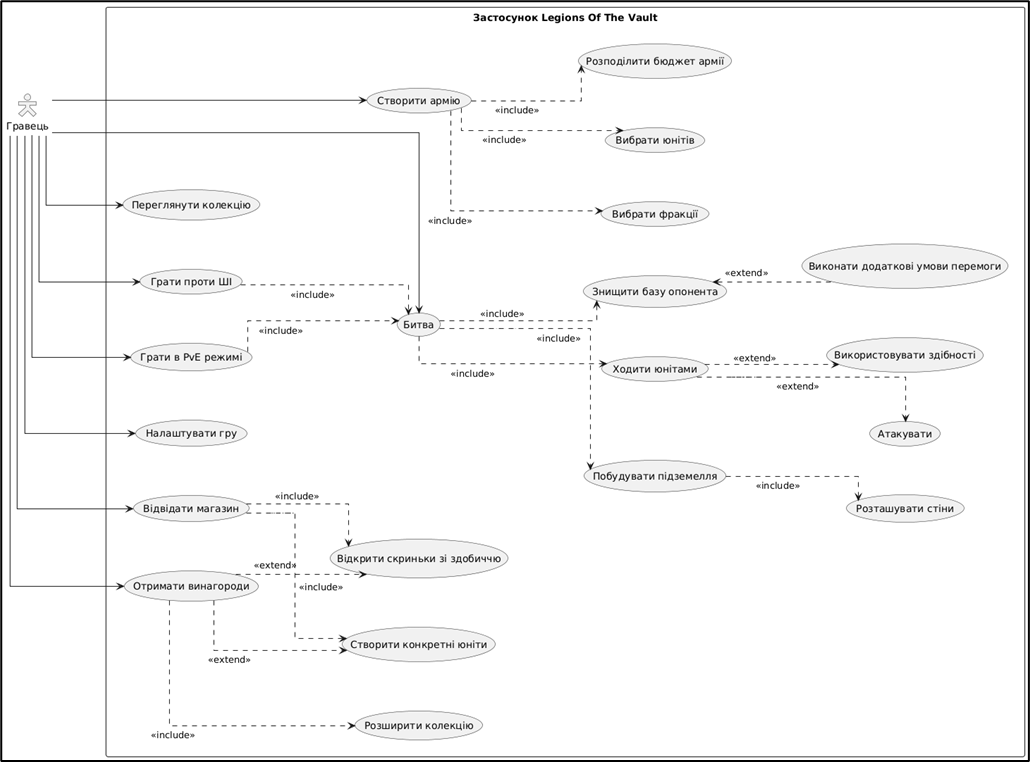 Застосунок Legions Of The Vault
Розподілити бюджет армії
Гравець
Створити армію
«include»
«include»
Вибрати юнітів
Переглянути колекцію
«include»
Вибрати фракції
Виконати додаткові умови перемоги
«extend»
Грати проти ШІ
«include»
Знищити базу опонента
«include»
Битва
«include»
«include»
Грати в PvE режимі
«include»
Ходити юнітами
«extend»
Використовувати здібності
«extend»
Налаштувати гру
Атакувати
Побудувати підземелля
«include»
Розташувати стіни
Відвідати магазин
«include»
Відкрити скриньки зі здобиччю
«extend»
Отримати винагороди
«include»
Створити конкретні юніти
«extend»
Розширити колекцію
«include»